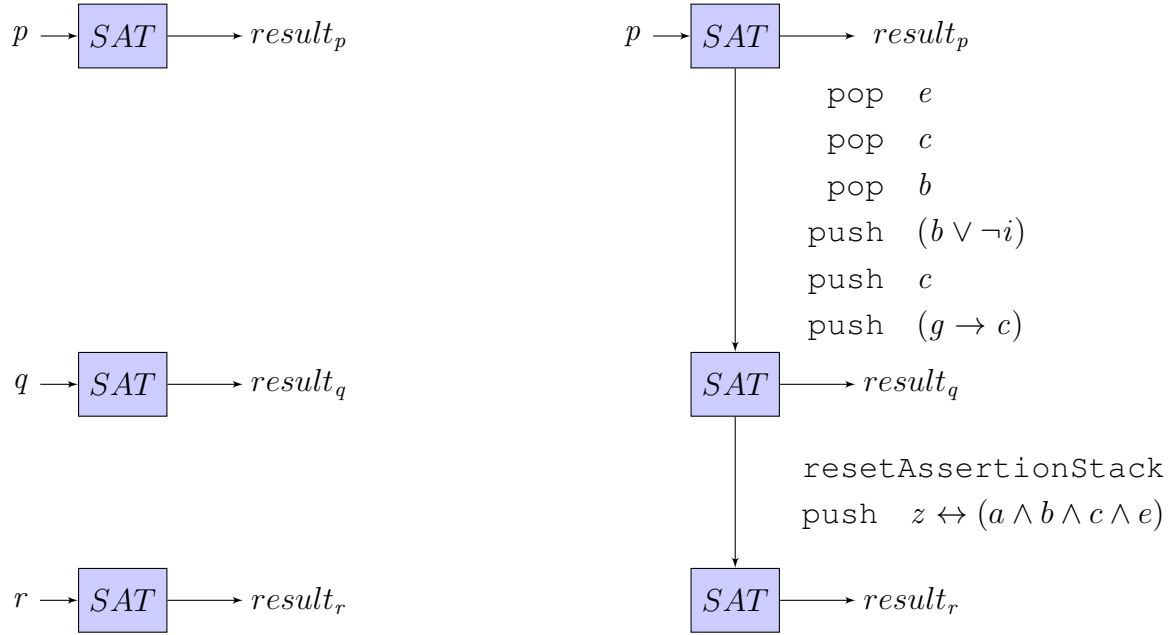 p SAT result_p
q SAT result_q
r SAT result_r
p SAT result_p
pop e
pop c
pop b
push (b ∨ ¬i)
push c
push (g → c)
SAT result_q
resetAssertionStack
push z ↔ (a ∧ b ∧ c ∧ e)
SAT result_r